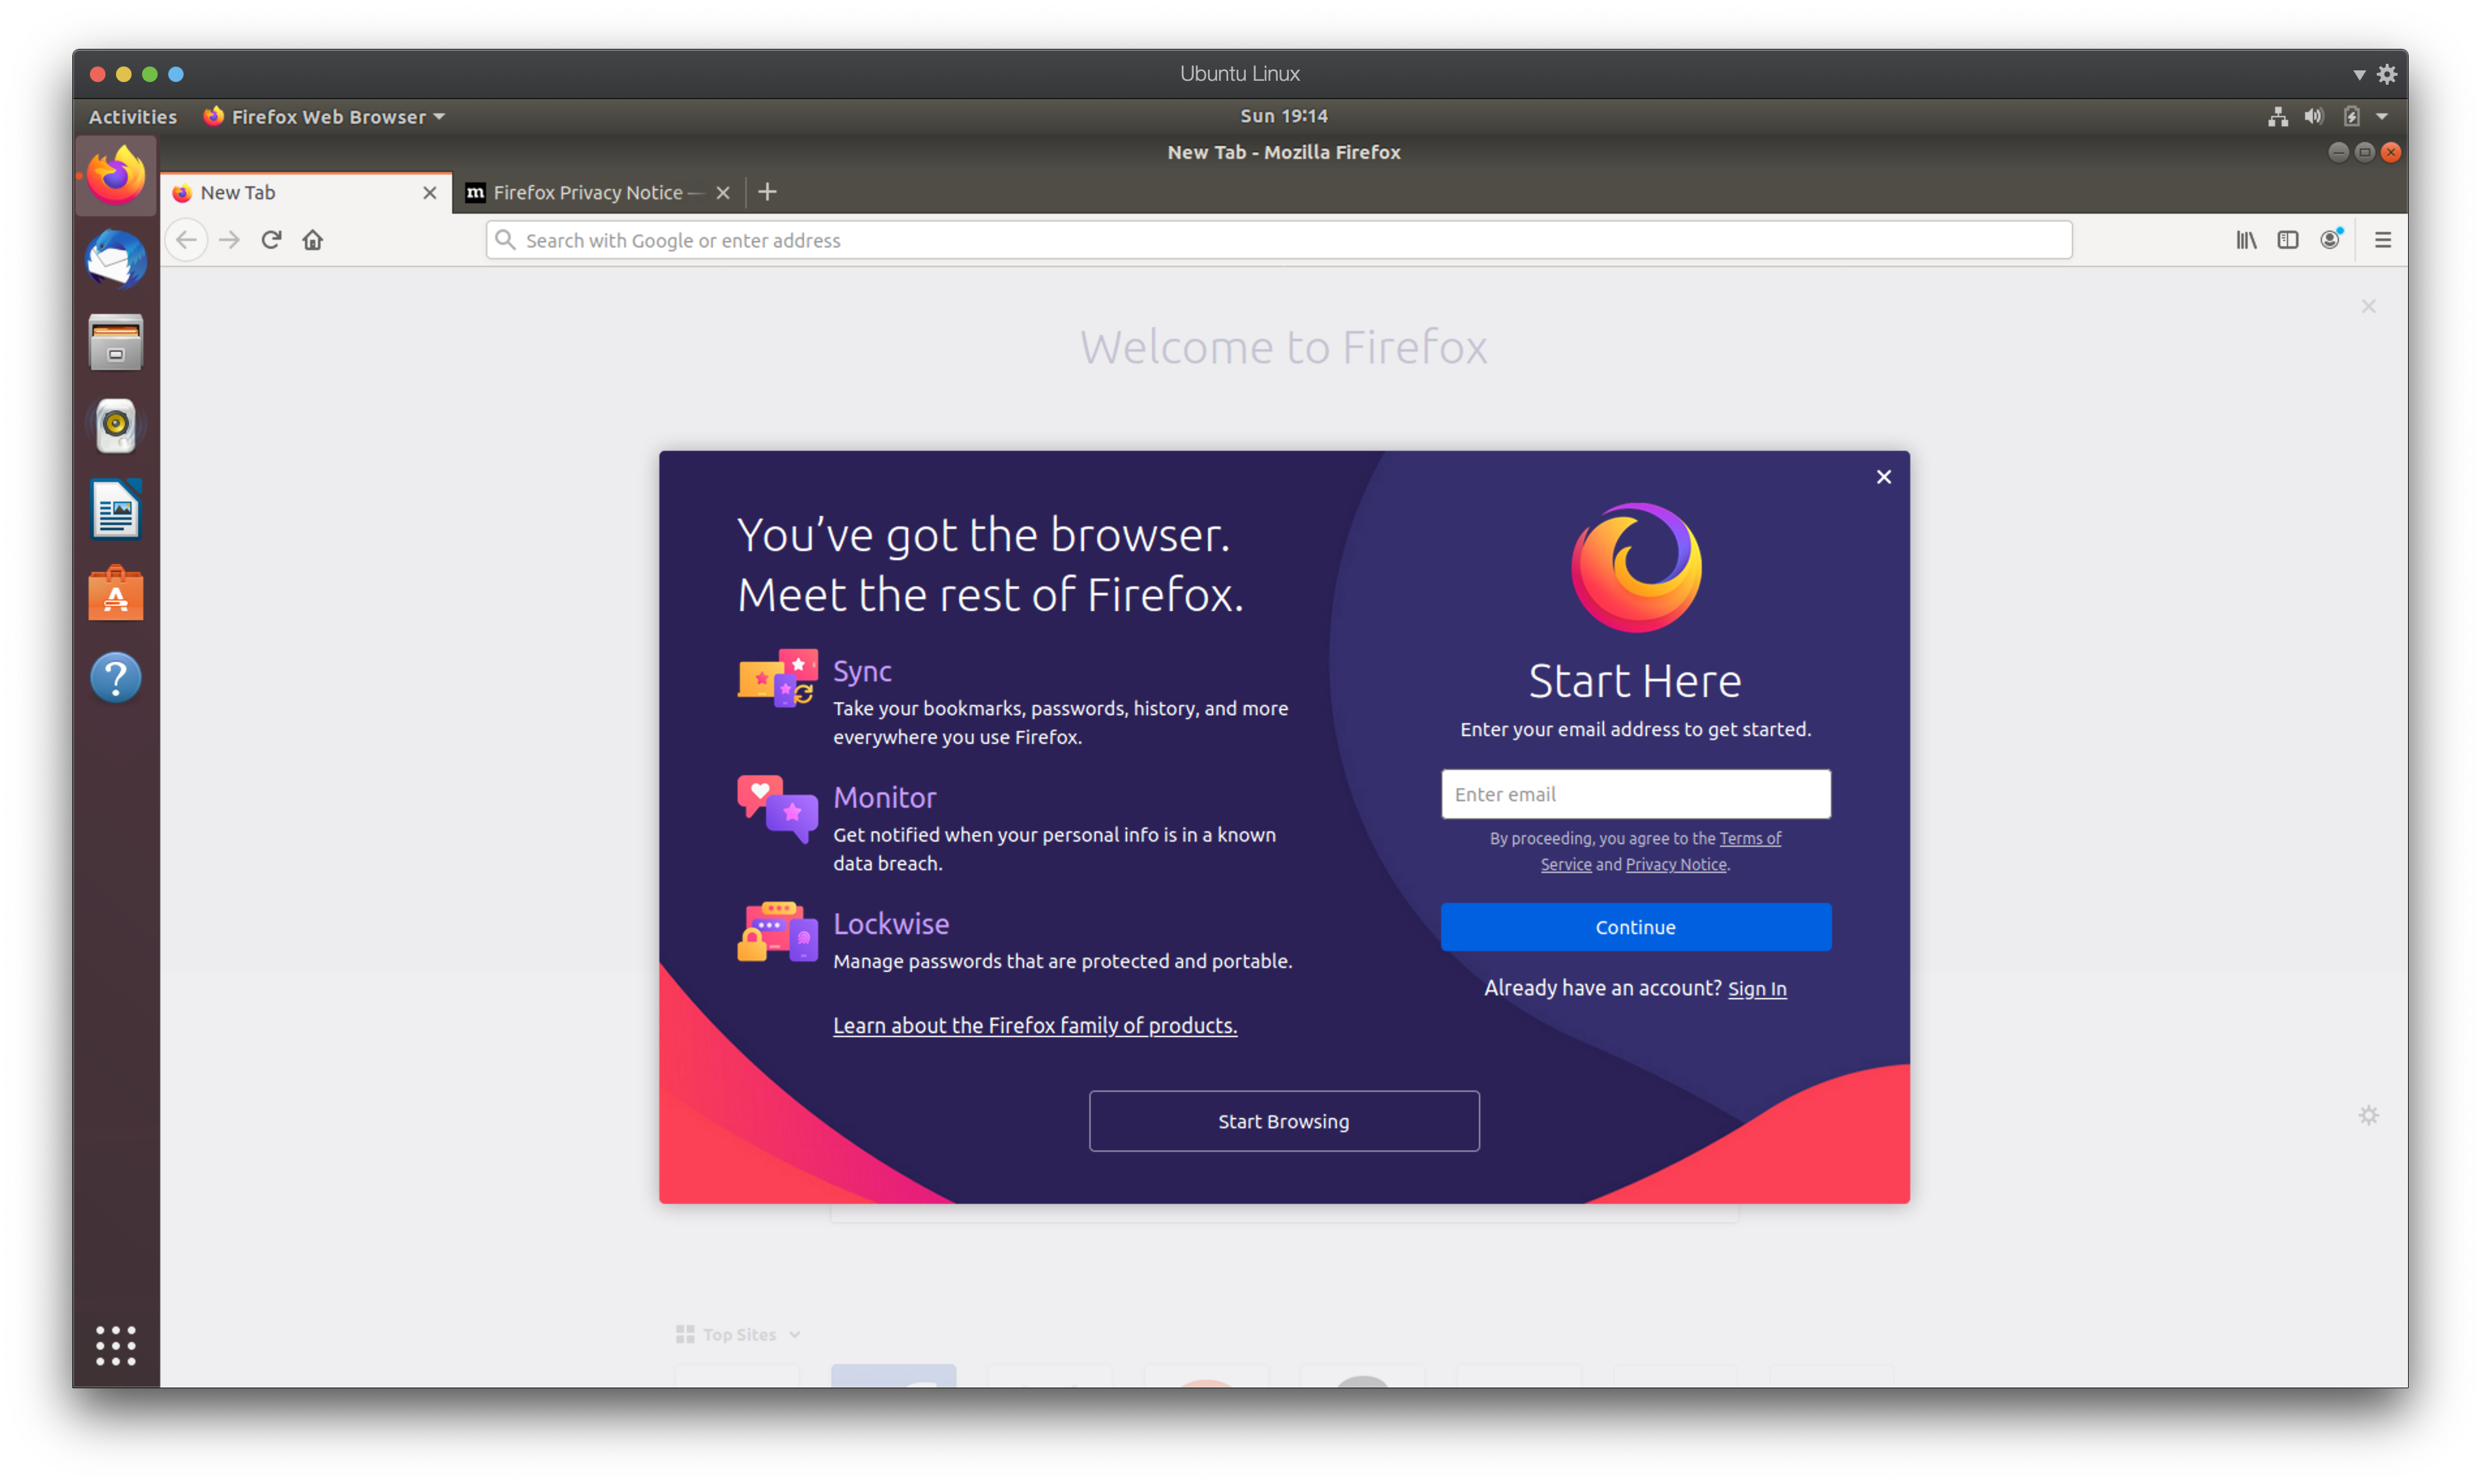 Ubuntu Linux
Activities Firefox Web Browser Sun 19:14
New Tab - Mozilla Firefox
New Tab m Firefox Privacy Notice —
Search with Google or enter address
Welcome to Firefox
You’ve got the browser.
Meet the rest of Firefox.
Sync
Take your bookmarks, passwords, history, and more
everywhere you use Firefox.
Monitor
Get notified when your personal info is in a known
data breach.
Lockwise
Manage passwords that are protected and portable.
Learn about the Firefox family of products.
Start Here
Enter your email address to get started.
Enter email
By proceeding, you agree to the Terms of
Service and Privacy Notice.
Continue
Already have an account? Sign In
Start Browsing
Top Sites